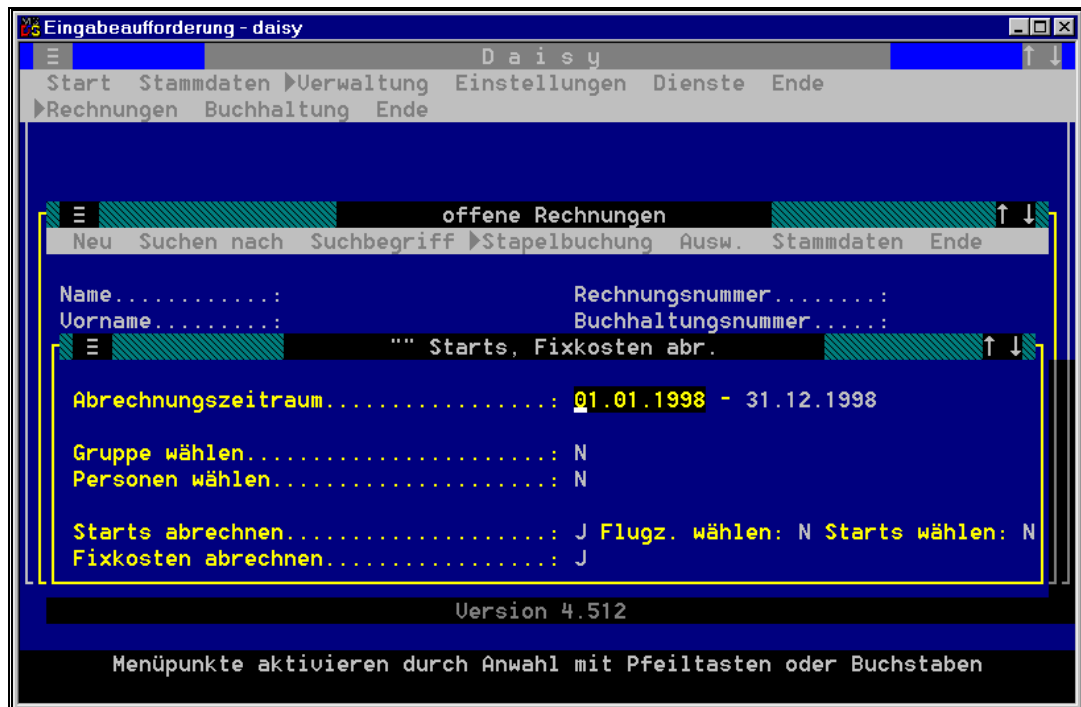 Eingabeaufforderung - daisy
Daisy
Start Stammdaten ▶Verwaltung Einstellungen Dienste Ende
▶Rechnungen Buchhaltung Ende
offene Rechnungen
Neu Suchen nach Suchbegriff ▶Stapelbuchung Ausw. Stammdaten Ende
Name............: Rechnungsnummer........:
Vorname.........: Buchhaltungsnummer.....:
"" Starts, Fixkosten abr.
Abrechnungszeitraum.................: 01.01.1998 - 31.12.1998
Gruppe wählen.......................: N
Personen wählen.....................: N
Starts abrechnen....................: J Flugz. wählen: N Starts wählen: N
Fixkosten abrechnen.................: J
Version 4.512
Menüpunkte aktivieren durch Anwahl mit Pfeiltasten oder Buchstaben